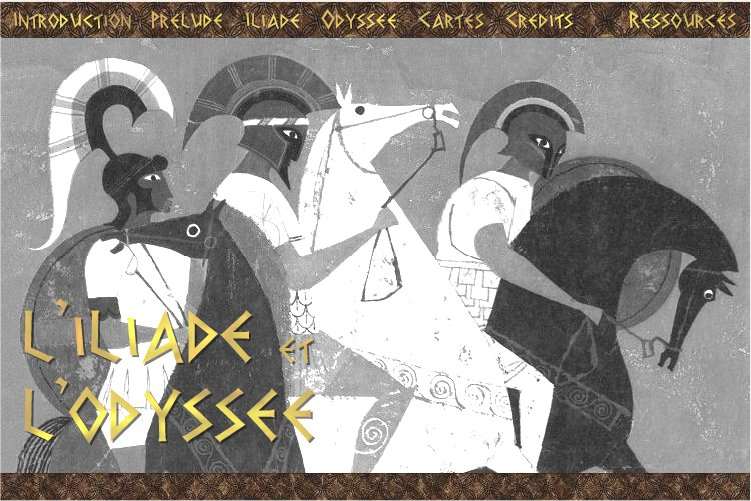 Introduction Prelude Iliade Odyssee Cartes Credits Ressources
L'iliade et
L'Odyssee